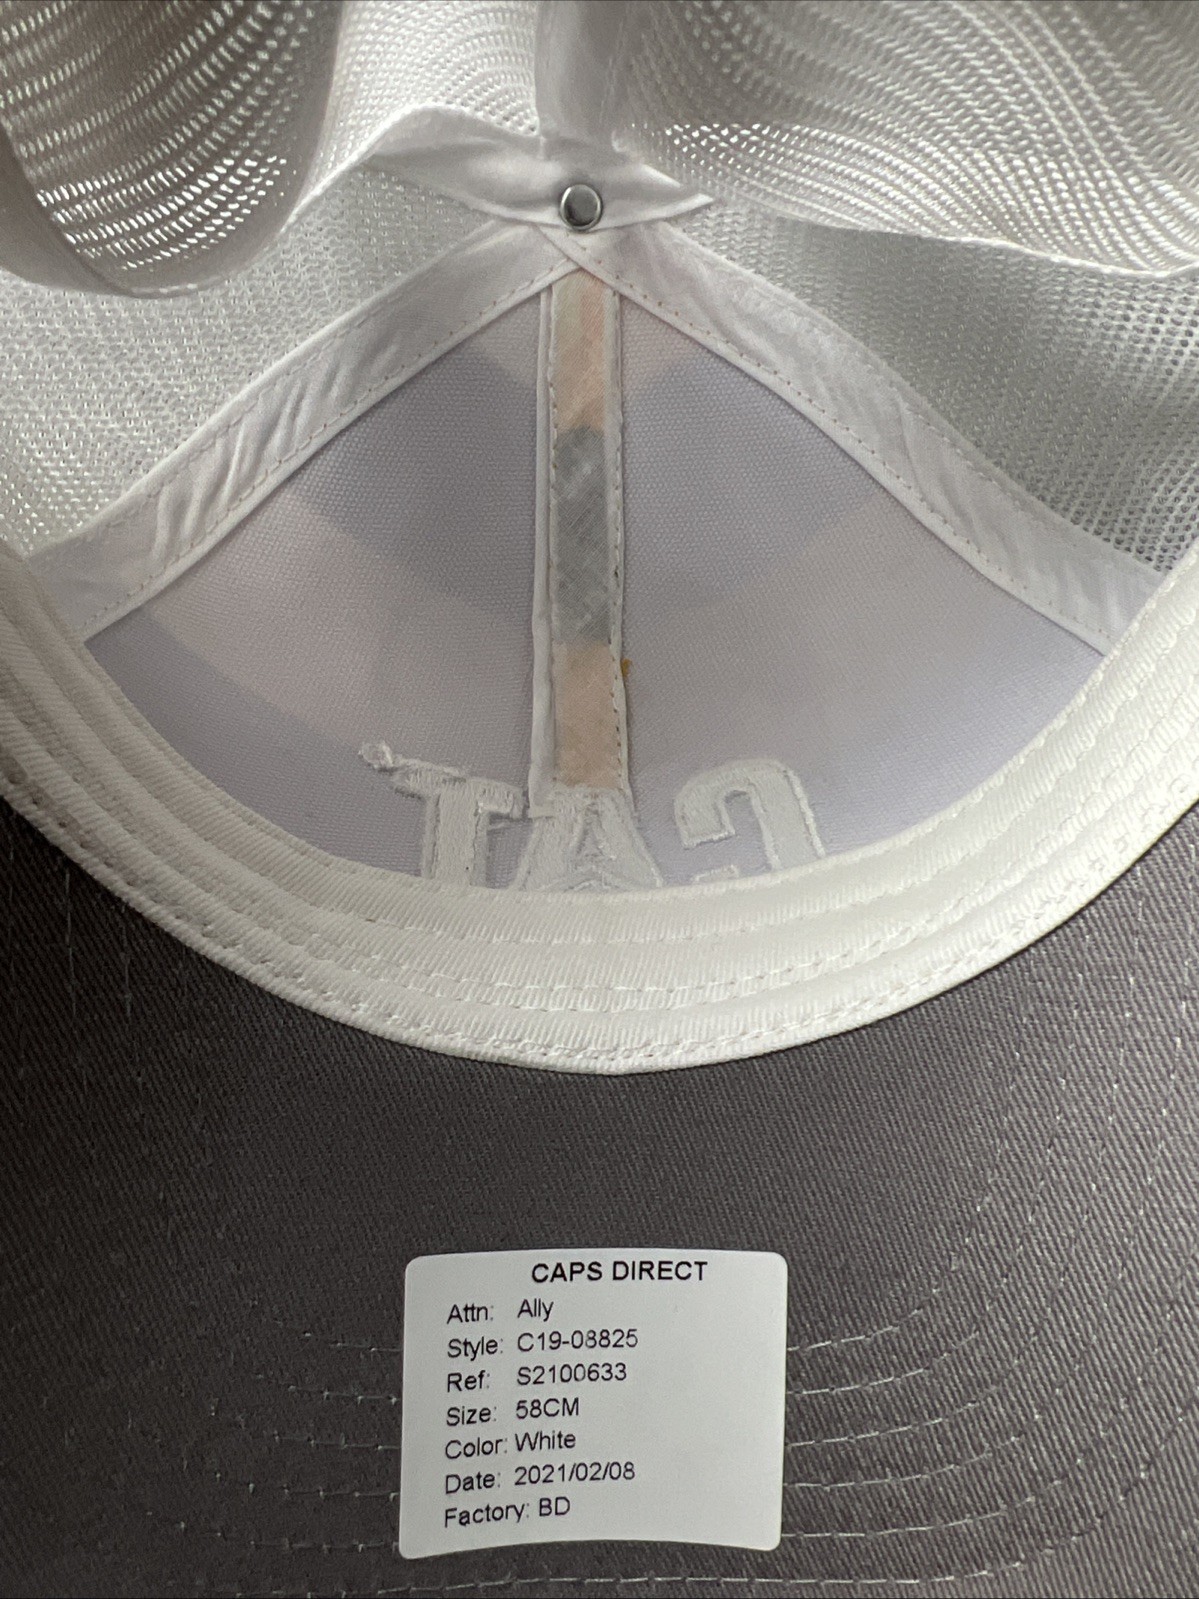 CAT
CAPS DIRECT
Attn: Ally
Style: C19-08825
Ref: S2100633
Size: 58CM
Color: White
Date: 2021/02/08
Factory: BD